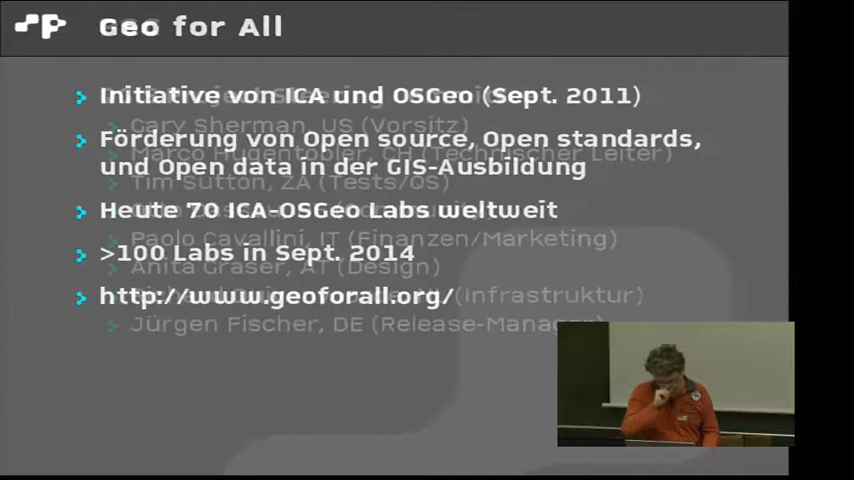 Geo for All
Initiative von ICA und OSGeo (Sept. 2011)
Gary Sherman, US (Vorsitz)
Förderung von Open source, Open standards,
Marco Hugentobler, CH (Technischer Leiter)
und Open data in der GIS-Ausbildung
Tim Sutton, ZA (Tests/OS)
Heute 70 ICA-OSGeo Labs weltweit
Paolo Cavallini, IT (Finanzen/Marketing)
>100 Labs in Sept. 2014
Anita Graser, AT (Design)
http://www.geoforall.org/
(Infrastruktur)
Jürgen Fischer, DE (Release-Manager)